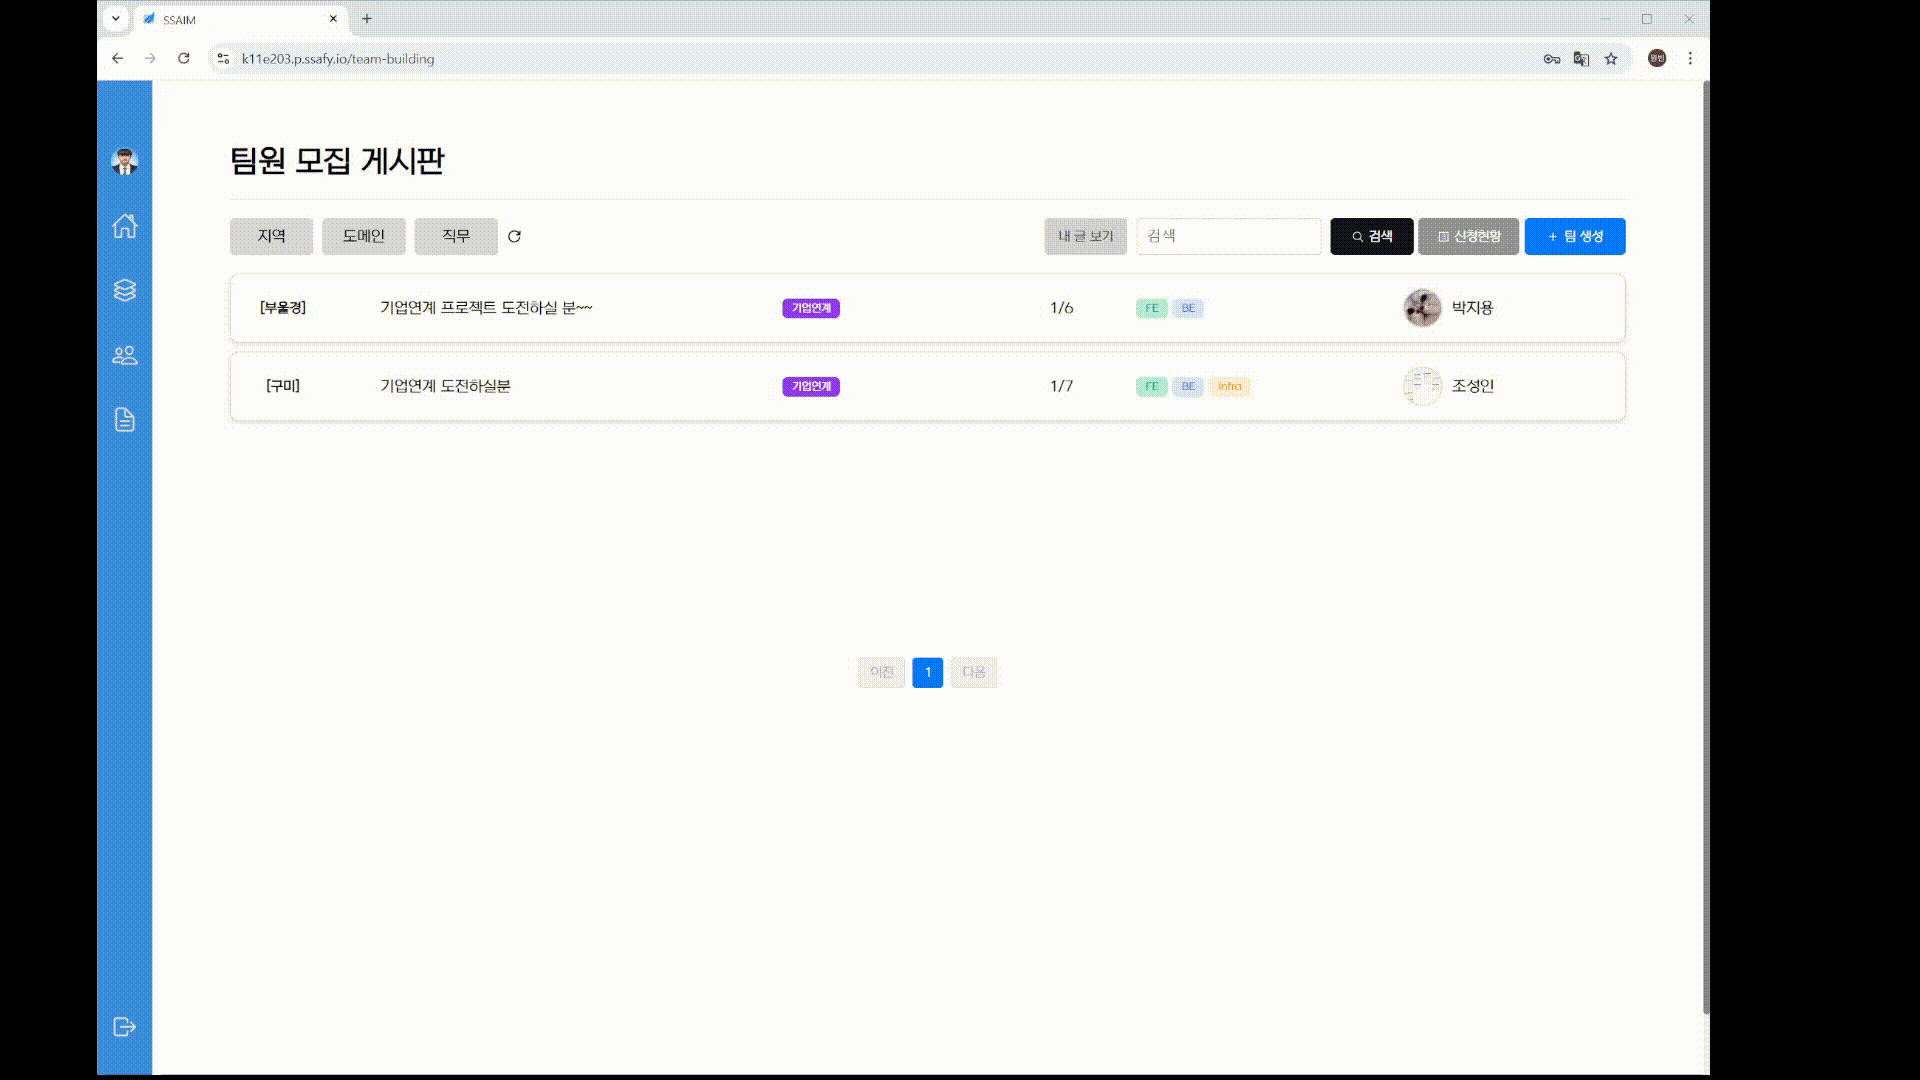 SSAIM
k11e203.p.ssafy.io/team-building
팀원 모집 게시판
지역 도메인 직무 내 글 보기 검색 검색 신청현황 + 팀 생성
[부울경] 기업연계 프로젝트 도전하실 분~~ 기업연계 1/6 FE BE 박지용
[구미] 기업연계 도전하실분 기업연계 1/7 FE BE Infra 조성인
이전 1 다음